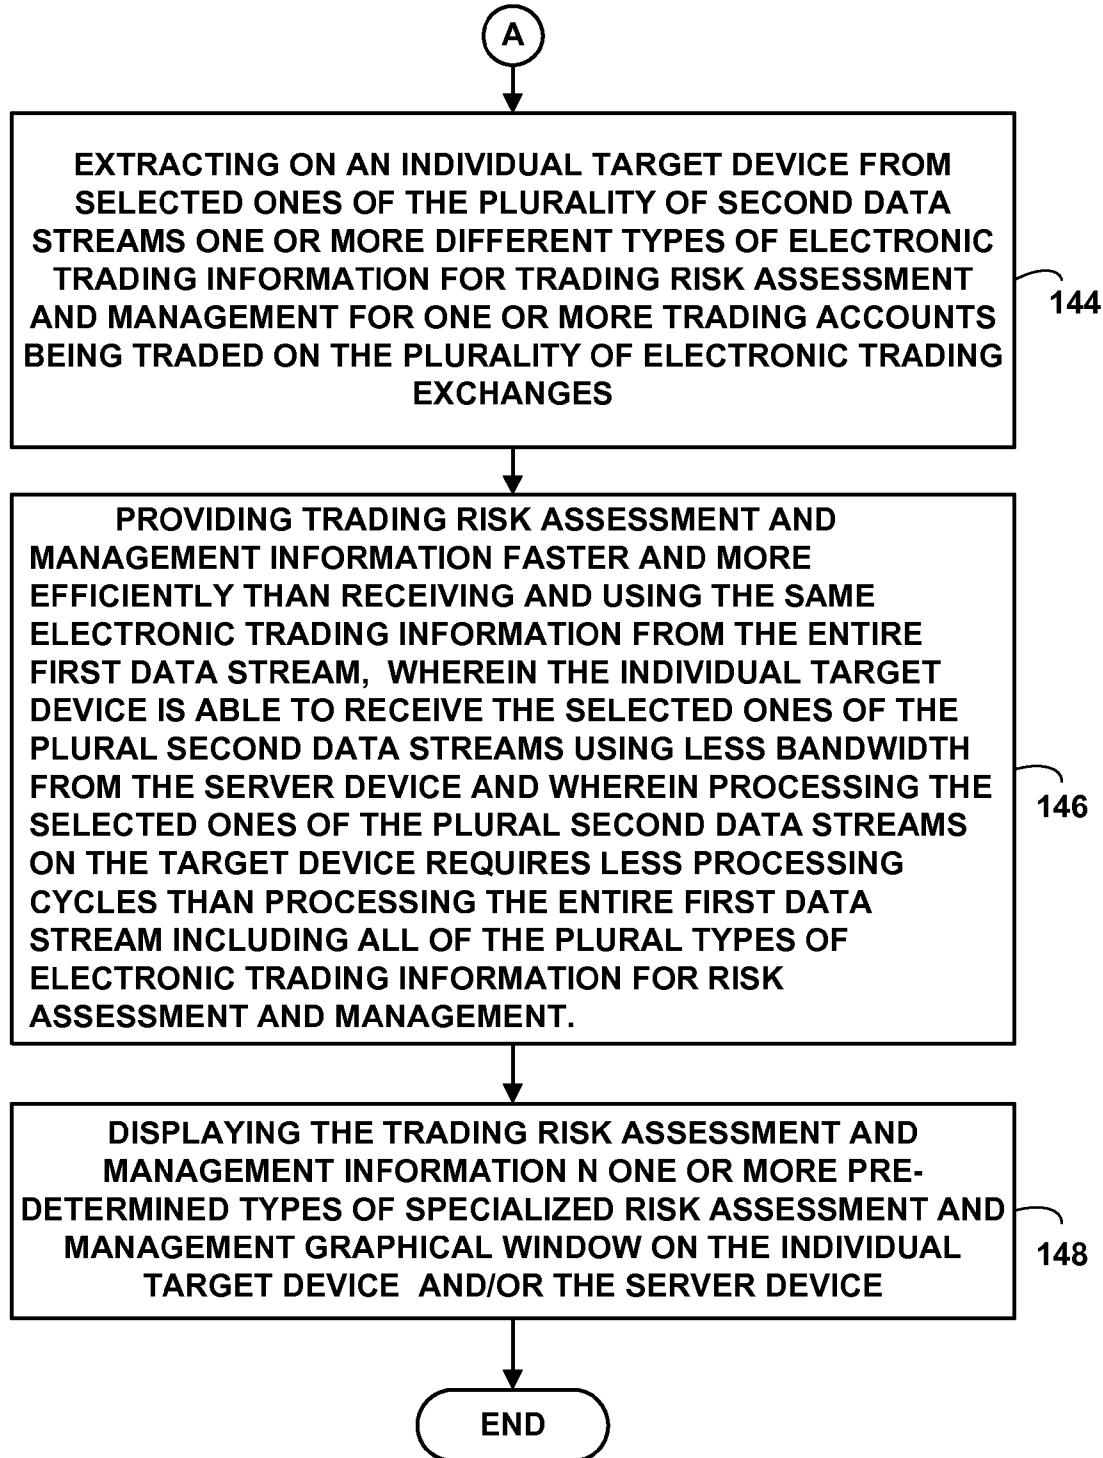 A
EXTRACTING ON AN INDIVIDUAL TARGET DEVICE FROM
SELECTED ONES OF THE PLURALITY OF SECOND DATA
STREAMS ONE OR MORE DIFFERENT TYPES OF ELECTRONIC
TRADING INFORMATION FOR TRADING RISK ASSESSMENT
AND MANAGEMENT FOR ONE OR MORE TRADING ACCOUNTS
BEING TRADED ON THE PLURALITY OF ELECTRONIC TRADING
EXCHANGES
144
PROVIDING TRADING RISK ASSESSMENT AND
MANAGEMENT INFORMATION FASTER AND MORE
EFFICIENTLY THAN RECEIVING AND USING THE SAME
ELECTRONIC TRADING INFORMATION FROM THE ENTIRE
FIRST DATA STREAM, WHEREIN THE INDIVIDUAL TARGET
DEVICE IS ABLE TO RECEIVE THE SELECTED ONES OF THE
PLURAL SECOND DATA STREAMS USING LESS BANDWIDTH
FROM THE SERVER DEVICE AND WHEREIN PROCESSING THE
SELECTED ONES OF THE PLURAL SECOND DATA STREAMS
ON THE TARGET DEVICE REQUIRES LESS PROCESSING
CYCLES THAN PROCESSING THE ENTIRE FIRST DATA
STREAM INCLUDING ALL OF THE PLURAL TYPES OF
ELECTRONIC TRADING INFORMATION FOR RISK
ASSESSMENT AND MANAGEMENT.
146
DISPLAYING THE TRADING RISK ASSESSMENT AND
MANAGEMENT INFORMATION N ONE OR MORE PRE-
DETERMINED TYPES OF SPECIALIZED RISK ASSESSMENT AND
MANAGEMENT GRAPHICAL WINDOW ON THE INDIVIDUAL
TARGET DEVICE AND/OR THE SERVER DEVICE
148
END